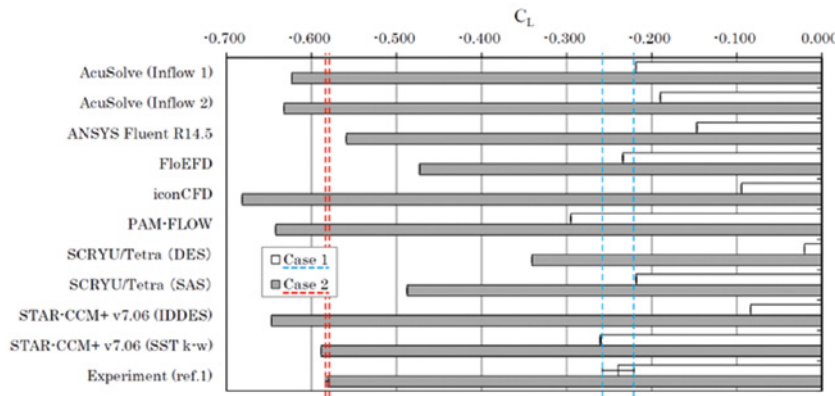 C_L
-0.700 -0.600 -0.500 -0.400 -0.300 -0.200 -0.100 0.000
AcuSolve (Inflow 1)
AcuSolve (Inflow 2)
ANSYS Fluent R14.5
FloEFD
iconCFD
PAM-FLOW
SCRYU/Tetra (DES)
Case 1
SCRYU/Tetra (SAS)
Case 2
STAR-CCM+ v7.06 (IDDES)
STAR-CCM+ v7.06 (SST k-w)
Experiment (ref.1)